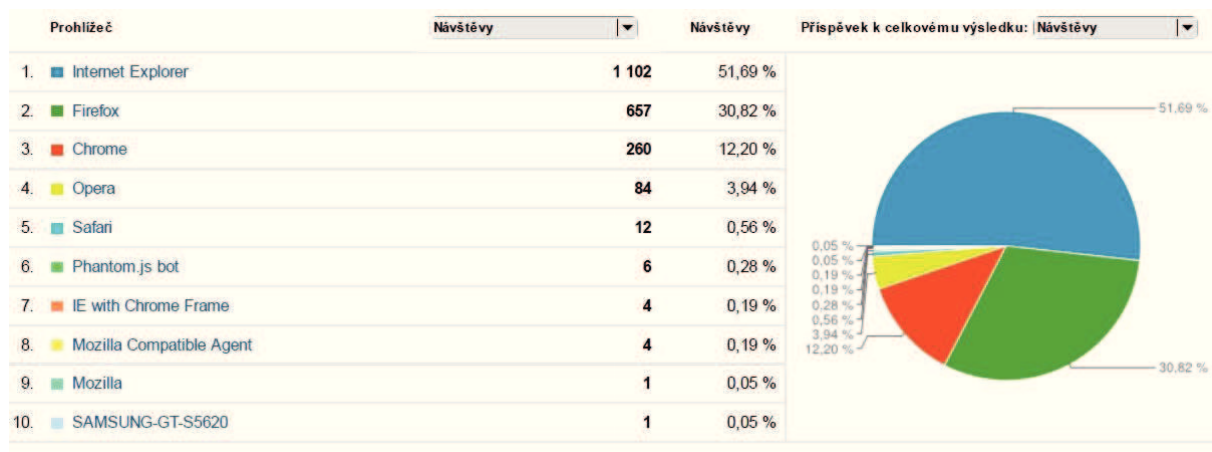 Prohlížeč Návštěvy Návštěvy Příspěvek k celkovému výsledku: Návštěvy
1. Internet Explorer 1 102 51,69 %
2. Firefox 657 30,82 %
3. Chrome 260 12,20 %
4. Opera 84 3,94 %
5. Safari 12 0,56 %
6. Phantom.js bot 6 0,28 %
7. IE with Chrome Frame 4 0,19 %
8. Mozilla Compatible Agent 4 0,19 %
9. Mozilla 1 0,05 %
10. SAMSUNG-GT-S5620 1 0,05 %
51,69 %
0,05 %
0,05 %
0,19 %
0,19 %
0,28 %
0,56 %
3,94 %
12,20 %
30,82 %